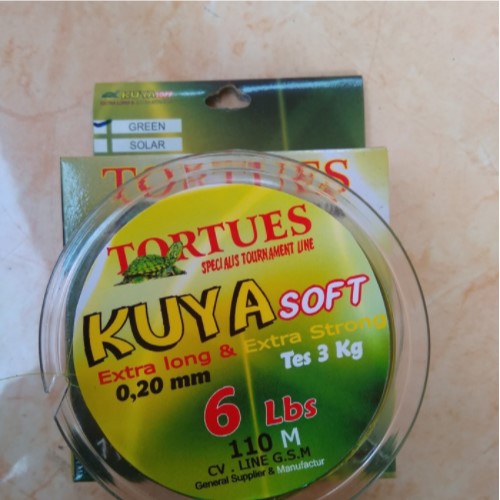 KUYA
GREEN
SOLAR
TORTUES
TORTUES
SPECIALIS TOURNAMENT LINE
KUYA SOFT
Extra long & Extra Strong
0,20 mm
Tes 3 Kg
6 Lbs
110 M
CV . LINE G.S.M
General Supplier & Manufactur